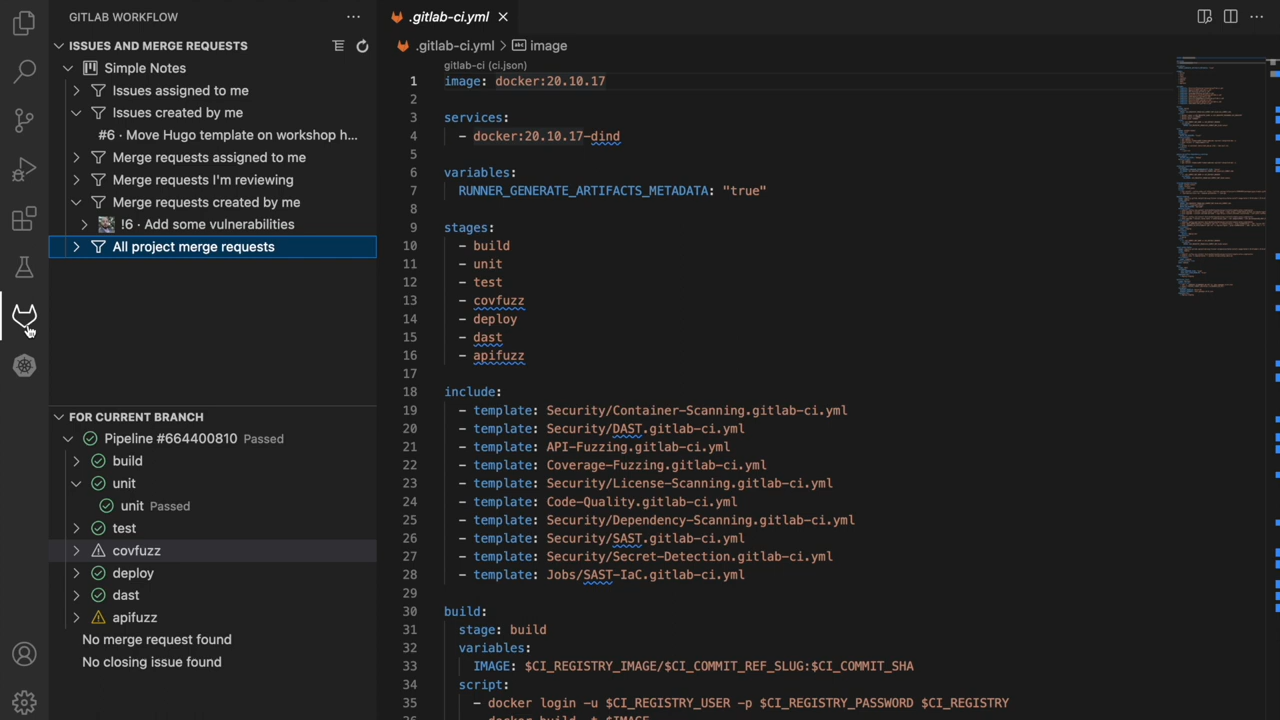 GITLAB WORKFLOW
ISSUES AND MERGE REQUESTS
Simple Notes
Issues assigned to me
Issues created by me
#6 · Move Hugo template on workshop h...
Merge requests assigned to me
Merge requests I'm reviewing
Merge requests created by me
!6 · Add some vulnerabilities
All project merge requests
FOR CURRENT BRANCH
Pipeline #664400810 Passed
build
unit
unit Passed
test
covfuzz
deploy
dast
apifuzz
No merge request found
No closing issue found
.gitlab-ci.yml
.gitlab-ci.yml > image
gitlab-ci (ci.json)
1 image: docker:20.10.17
2
3 services:
4 - docker:20.10.17-dind
5
6 variables:
7 RUNNER_GENERATE_ARTIFACTS_METADATA: "true"
8
9 stages:
10 - build
11 - unit
12 - test
13 - covfuzz
14 - deploy
15 - dast
16 - apifuzz
17
18 include:
19 - template: Security/Container-Scanning.gitlab-ci.yml
20 - template: Security/DAST.gitlab-ci.yml
21 - template: API-Fuzzing.gitlab-ci.yml
22 - template: Coverage-Fuzzing.gitlab-ci.yml
23 - template: Security/License-Scanning.gitlab-ci.yml
24 - template: Code-Quality.gitlab-ci.yml
25 - template: Security/Dependency-Scanning.gitlab-ci.yml
26 - template: Security/SAST.gitlab-ci.yml
27 - template: Security/Secret-Detection.gitlab-ci.yml
28 - template: Jobs/SAST-IaC.gitlab-ci.yml
29
30 build:
31 stage: build
32 variables:
33 IMAGE: $CI_REGISTRY_IMAGE/$CI_COMMIT_REF_SLUG:$CI_COMMIT_SHA
34 script:
35 - docker login -u $CI_REGISTRY_USER -p $CI_REGISTRY_PASSWORD $CI_REGISTRY
36 - docker build -t $IMAGE